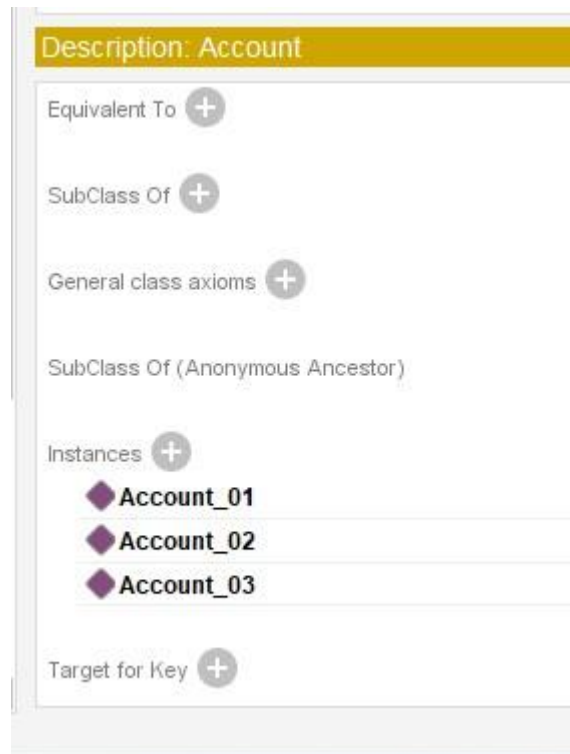 Description: Account
Equivalent To
SubClass Of
General class axioms
SubClass Of (Anonymous Ancestor)
Instances
Account_01
Account_02
Account_03
Target for Key